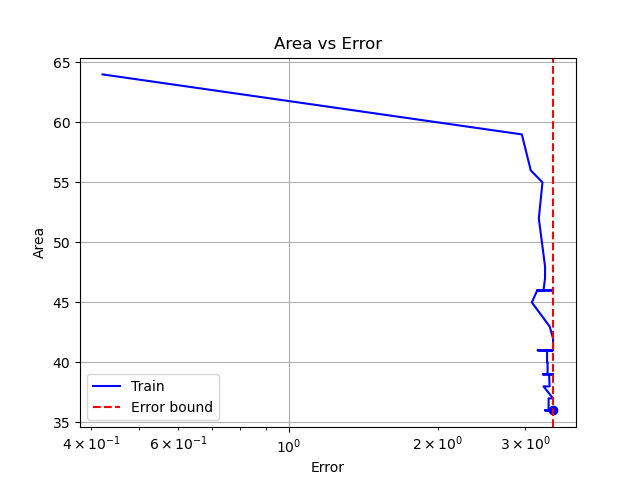 Area vs Error
65
60
55
50
45
40
35
Area
Train
Error bound
4 × 10⁻¹
6 × 10⁻¹
10⁰
2 × 10⁰
3 × 10⁰
Error